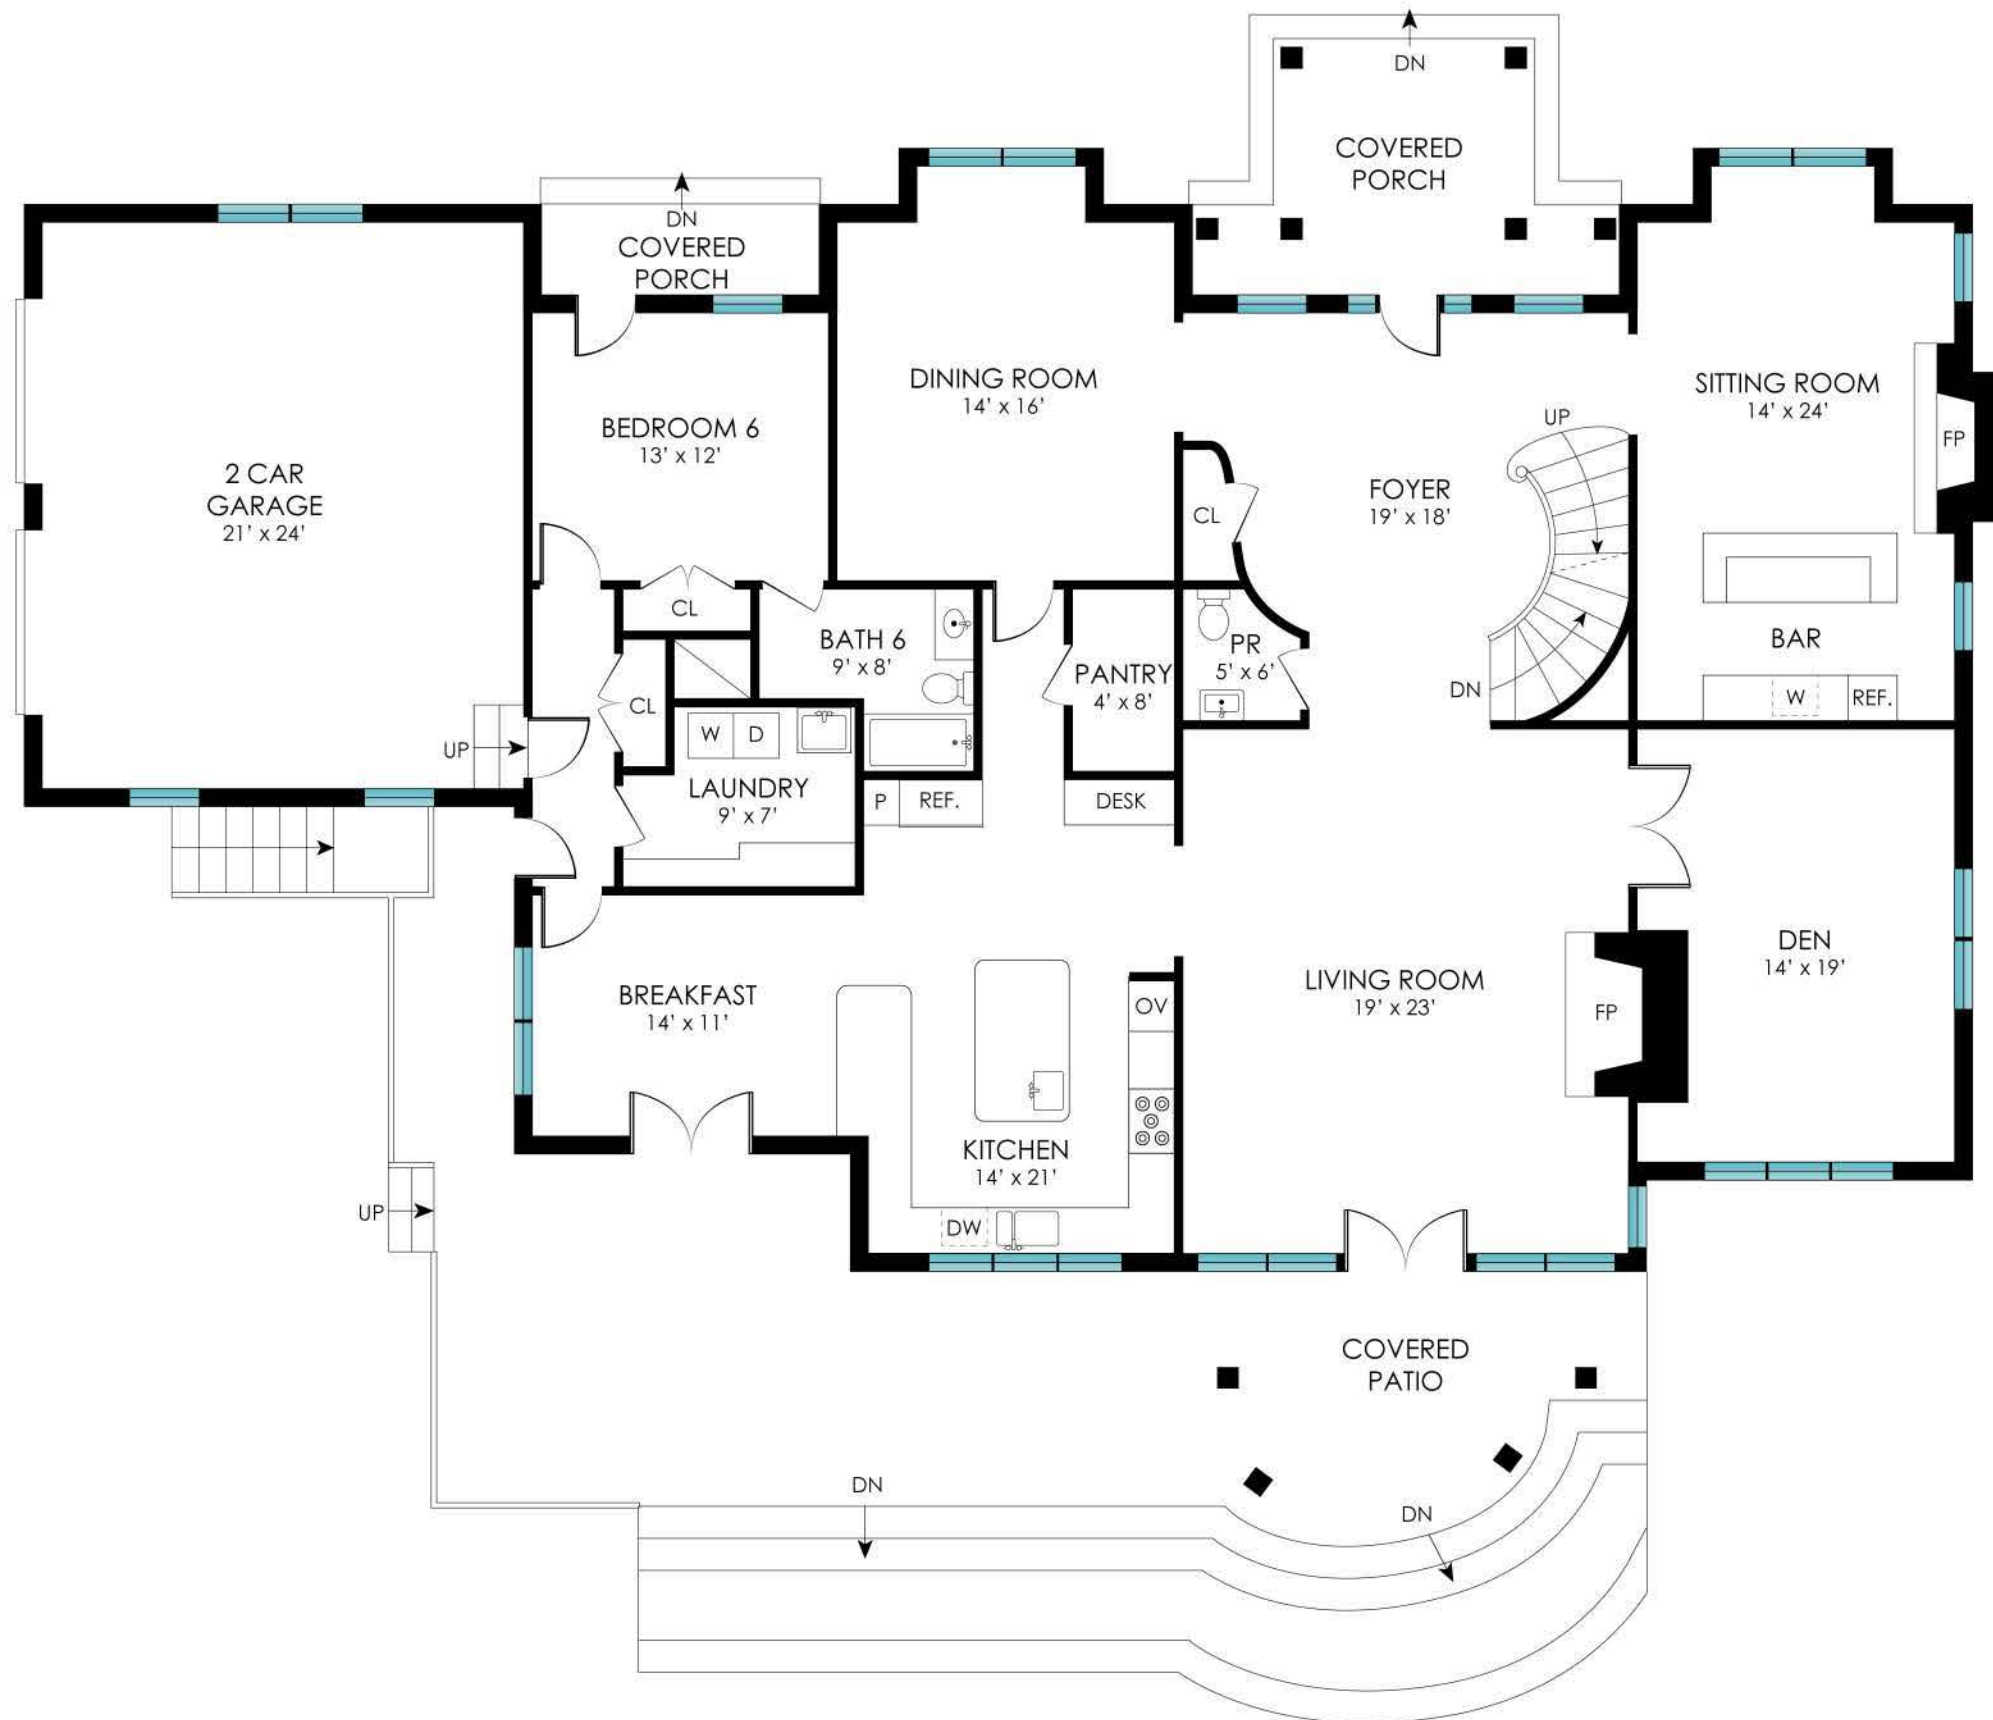 DN
COVERED
PORCH
DN
COVERED
PORCH
DINING ROOM
14' x 16'
SITTING ROOM
14' x 24'
UP
BEDROOM 6
13' x 12'
FP
2 CAR
GARAGE
21' x 24'
FOYER
19' x 18'
CL
CL
BATH 6
9' x 8'
PR
5' x 6'
BAR
PANTRY
4' x 8'
DN
W
REF.
CL
W
D
UP
LAUNDRY
9' x 7'
P
REF.
DESK
DEN
14' x 19'
BREAKFAST
14' x 11'
LIVING ROOM
19' x 23'
OV
FP
KITCHEN
14' x 21'
UP
DW
COVERED
PATIO
DN
DN